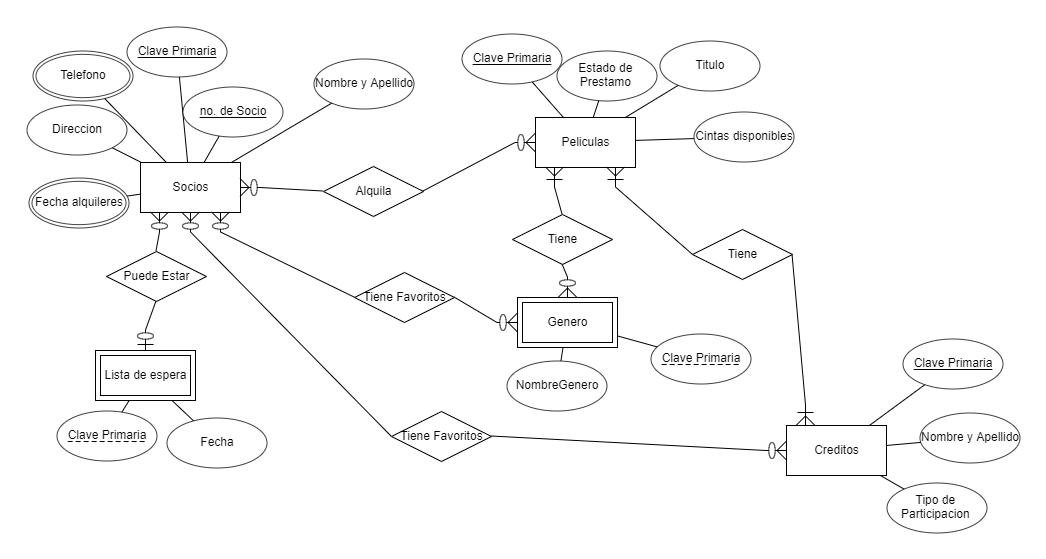 Clave Primaria
Telefono
no. de Socio
Nombre y Apellido
Direccion
Fecha alquileres
Socios
Alquila
Clave Primaria
Estado de
Prestamo
Titulo
Cintas disponibles
Peliculas
Tiene
Tiene
Puede Estar
Tiene Favoritos
Genero
Clave Primaria
NombreGenero
Lista de espera
Clave Primaria
Fecha
Tiene Favoritos
Clave Primaria
Nombre y Apellido
Creditos
Tipo de
Participacion